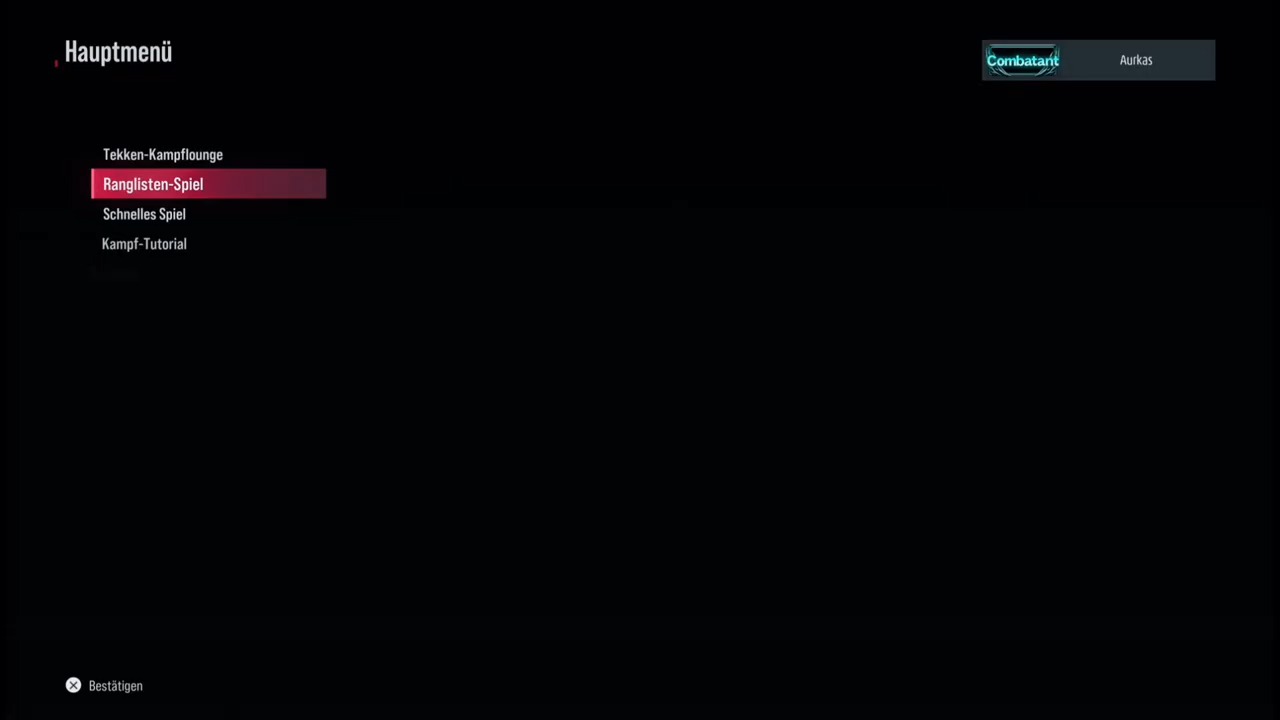 Hauptmenü
Combatant
Aurkas
Tekken-Kampflounge
Ranglisten-Spiel
Schnelles Spiel
Kampf-Tutorial
Bestätigen